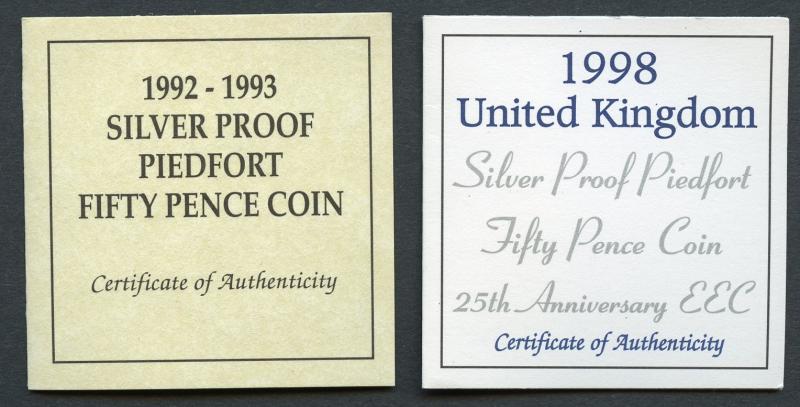 1992 - 1993
SILVER PROOF
PIEDFORT
FIFTY PENCE COIN
Certificate of Authenticity
1998
United Kingdom
Silver Proof Piedfort
Fifty Pence Coin
25th Anniversary EEC
Certificate of Authenticity